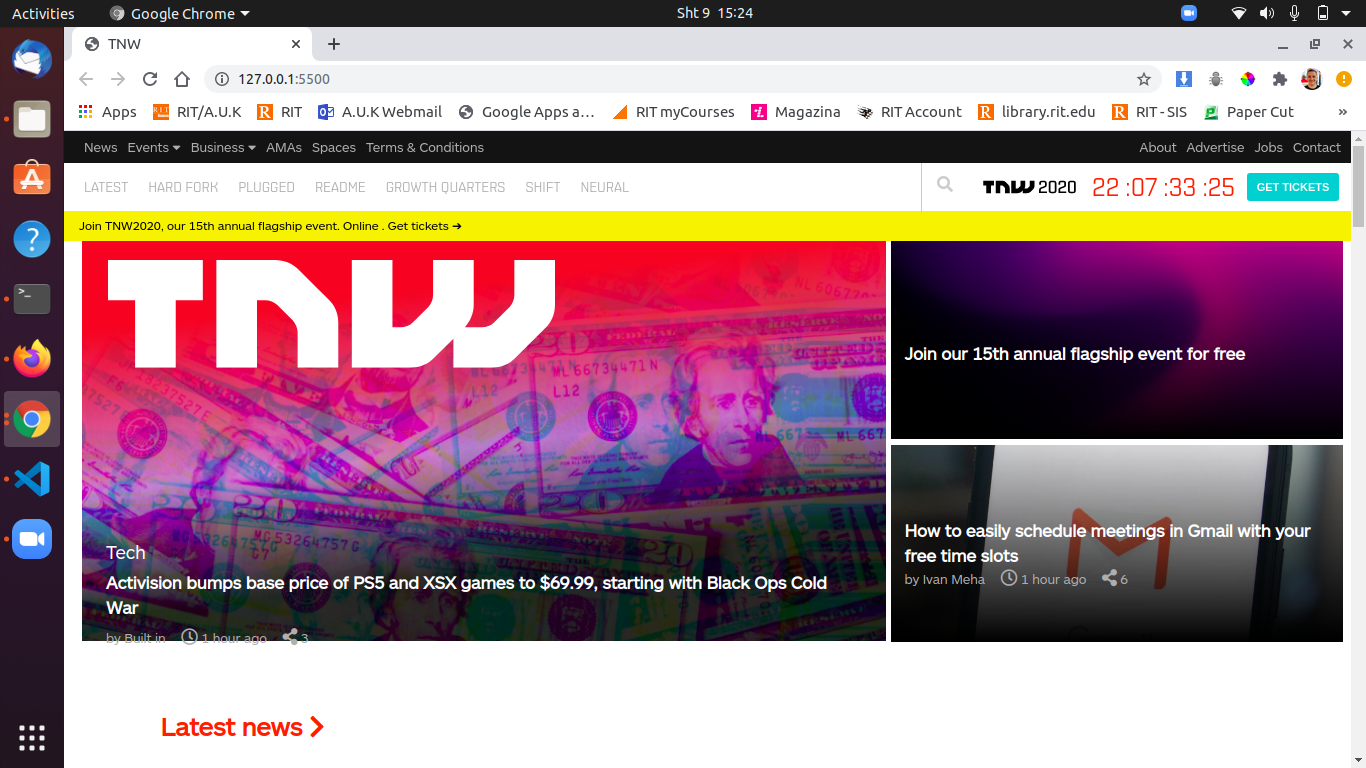 Activities Google Chrome Sht 9 15:24
TNW
127.0.0.1:5500
Apps RIT/A.U.K RIT A.U.K Webmail Google Apps a… RIT myCourses Magazina RIT Account library.rit.edu RIT - SIS Paper Cut »
News Events Business AMAs Spaces Terms & Conditions About Advertise Jobs Contact
LATEST HARD FORK PLUGGED README GROWTH QUARTERS SHIFT NEURAL TNW 2020 22 :07 :33 :25 GET TICKETS
Join TNW2020, our 15th annual flagship event. Online . Get tickets ➔
TNW
Join our 15th annual flagship event for free
How to easily schedule meetings in Gmail with your
free time slots
by Ivan Meha 1 hour ago 6
Tech
Activision bumps base price of PS5 and XSX games to $69.99, starting with Black Ops Cold
War
by Built in 1 hour ago 3
Latest news